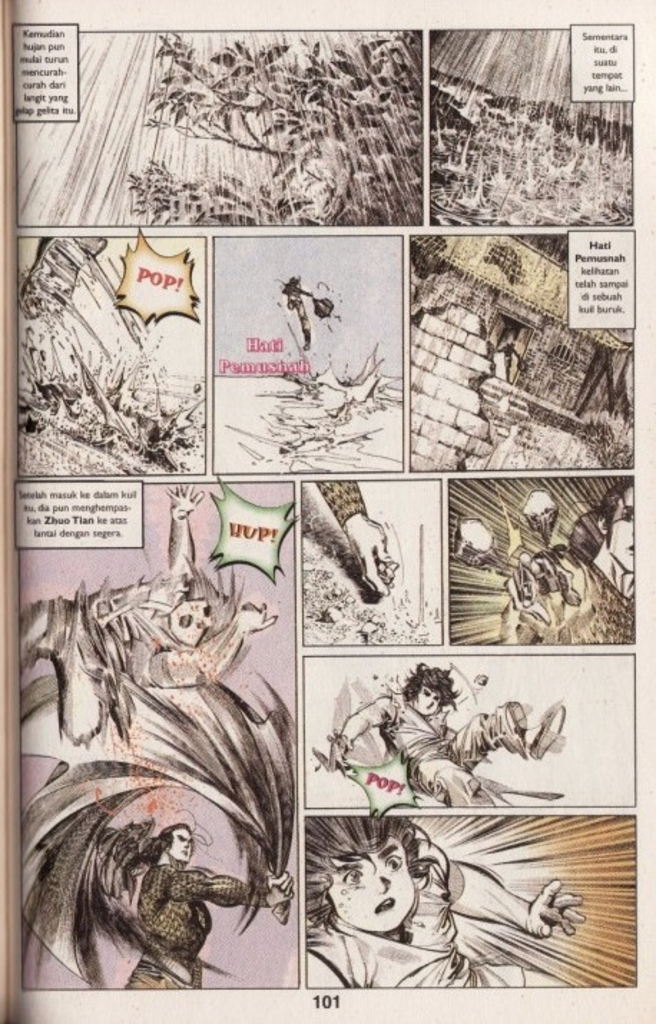 Kemudian
hujan pun
mulai turun
mencurah-
curah dari
langit yang
gelap gelita itu.
Sementara
itu, di
suatu
tempat
yang lain...
POP!
Hati
Pemusnah
Hati
Pemusnah
kelihatan
telah sampai
di sebuah
kuil buruk.
Setelah masuk ke dalam kuil
itu, dia pun menghempas-
kan Zhuo Tian ke atas
lantai dengan segera.
HUP!
POP!
101